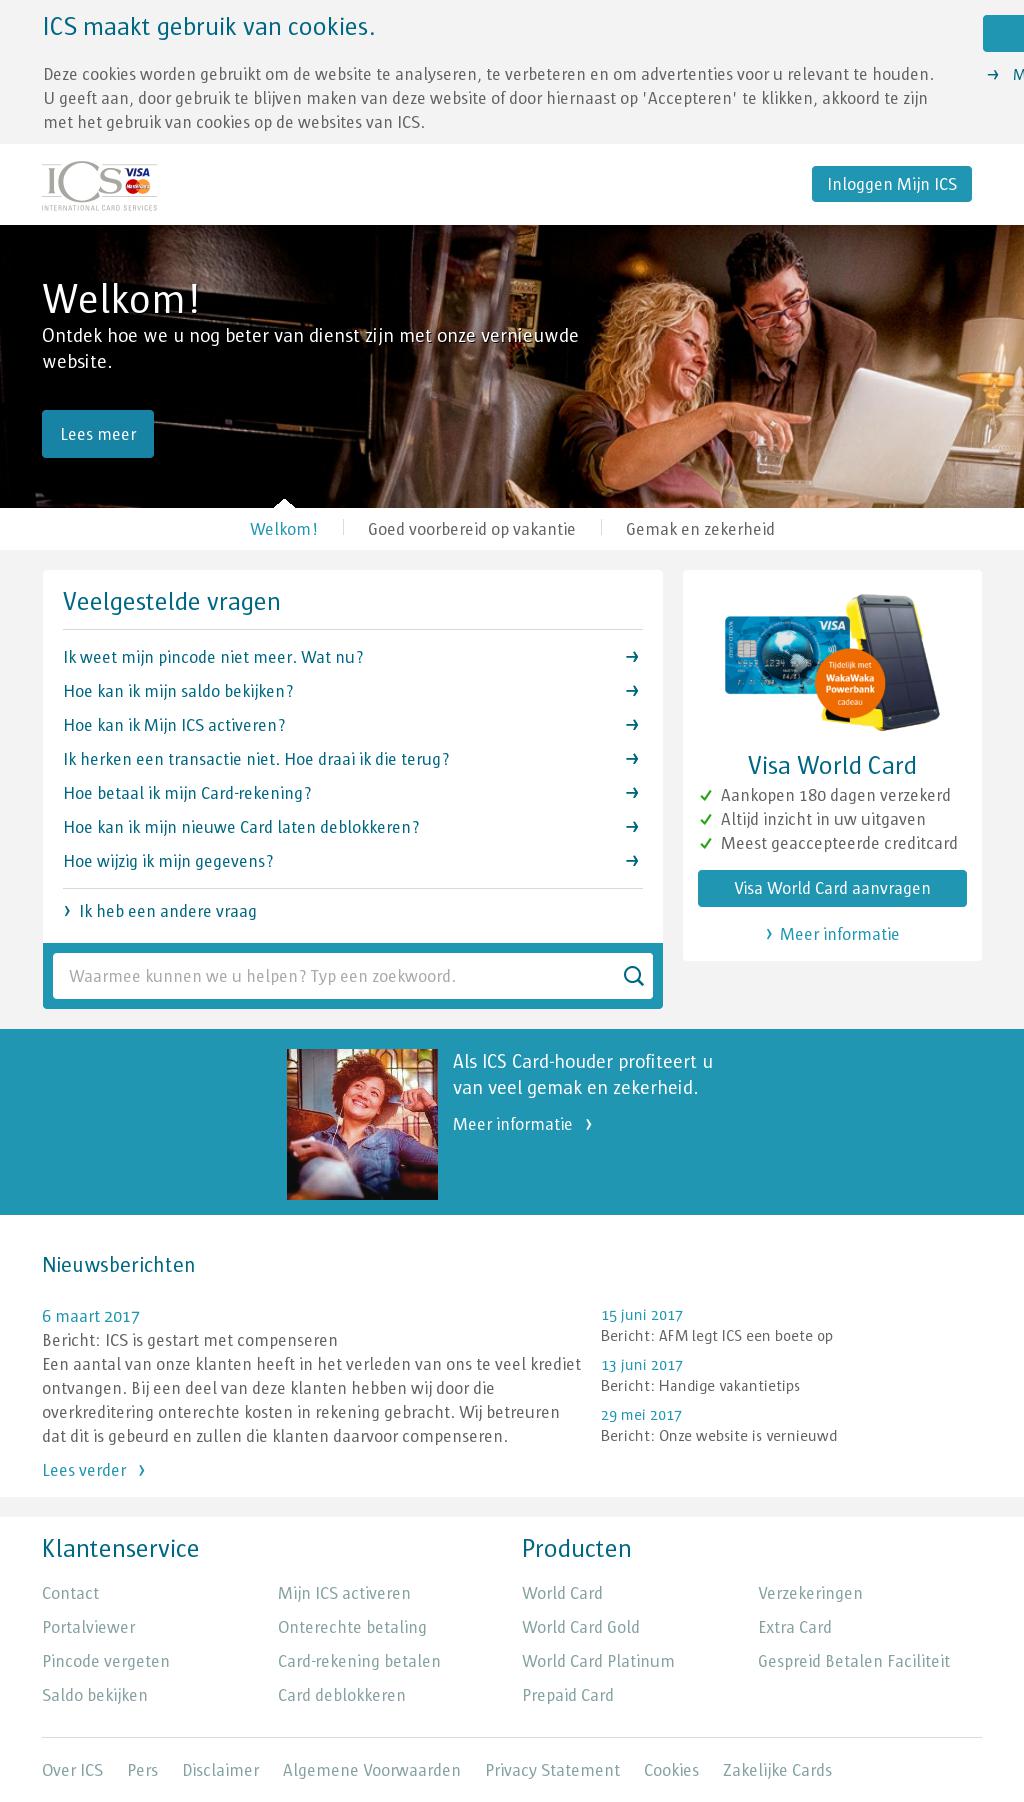 ICS maakt gebruik van cookies.
Deze cookies worden gebruikt om de website te analyseren, te verbeteren en om advertenties voor u relevant te houden.
U geeft aan, door gebruik te blijven maken van deze website of door hiernaast op 'Accepteren' te klikken, akkoord te zijn
met het gebruik van cookies op de websites van ICS.
ICS VISA MasterCard
INTERNATIONAL CARD SERVICES
Inloggen Mijn ICS
Welkom!
Ontdek hoe we u nog beter van dienst zijn met onze vernieuwde
website.
Lees meer
Welkom!
Goed voorbereid op vakantie
Gemak en zekerheid
Veelgestelde vragen
Ik weet mijn pincode niet meer. Wat nu?
Hoe kan ik mijn saldo bekijken?
Hoe kan ik Mijn ICS activeren?
Ik herken een transactie niet. Hoe draai ik die terug?
Hoe betaal ik mijn Card-rekening?
Hoe kan ik mijn nieuwe Card laten deblokkeren?
Hoe wijzig ik mijn gegevens?
Ik heb een andere vraag
Waarmee kunnen we u helpen? Typ een zoekwoord.
WORLD CARD
VISA
Tijdelijk met
WakaWaka
Powerbank
cadeau
Visa World Card
Aankopen 180 dagen verzekerd
Altijd inzicht in uw uitgaven
Meest geaccepteerde creditcard
Visa World Card aanvragen
Meer informatie
Als ICS Card-houder profiteert u
van veel gemak en zekerheid.
Meer informatie
Nieuwsberichten
6 maart 2017
Bericht: ICS is gestart met compenseren
Een aantal van onze klanten heeft in het verleden van ons te veel krediet
ontvangen. Bij een deel van deze klanten hebben wij door die
overkreditering onterechte kosten in rekening gebracht. Wij betreuren
dat dit is gebeurd en zullen die klanten daarvoor compenseren.
Lees verder
15 juni 2017
Bericht: AFM legt ICS een boete op
13 juni 2017
Bericht: Handige vakantietips
29 mei 2017
Bericht: Onze website is vernieuwd
Klantenservice
Contact
Portalviewer
Pincode vergeten
Saldo bekijken
Mijn ICS activeren
Onterechte betaling
Card-rekening betalen
Card deblokkeren
Producten
World Card
World Card Gold
World Card Platinum
Prepaid Card
Verzekeringen
Extra Card
Gespreid Betalen Faciliteit
Over ICS Pers Disclaimer Algemene Voorwaarden Privacy Statement Cookies Zakelijke Cards